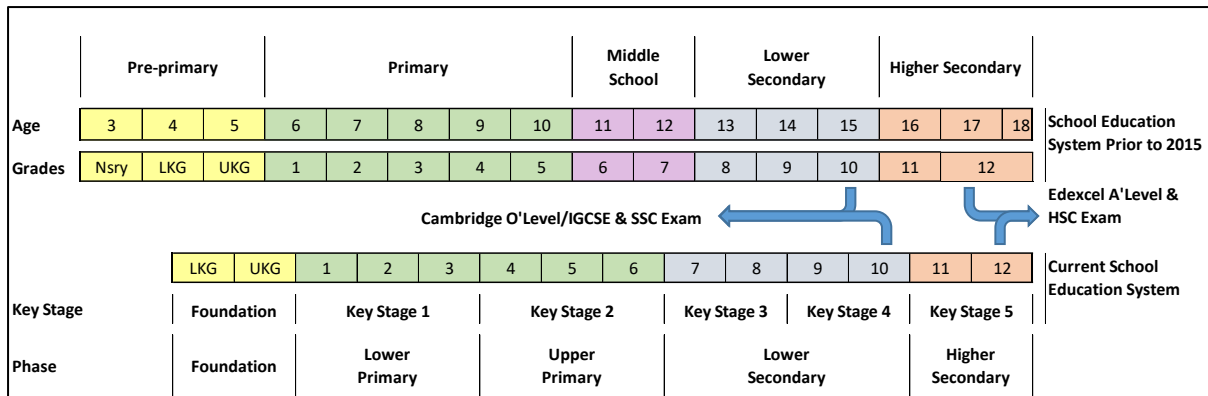 Pre-primary Primary Middle School Lower Secondary Higher Secondary
Age 3 4 5 6 7 8 9 10 11 12 13 14 15 16 17 18 School Education System Prior to 2015
Grades Nsry LKG UKG 1 2 3 4 5 6 7 8 9 10 11 12
Cambridge O'Level/IGCSE & SSC Exam Edexcel A'Level & HSC Exam
LKG UKG 1 2 3 4 5 6 7 8 9 10 11 12 Current School Education System
Key Stage Foundation Key Stage 1 Key Stage 2 Key Stage 3 Key Stage 4 Key Stage 5
Phase Foundation Lower Primary Upper Primary Lower Secondary Higher Secondary